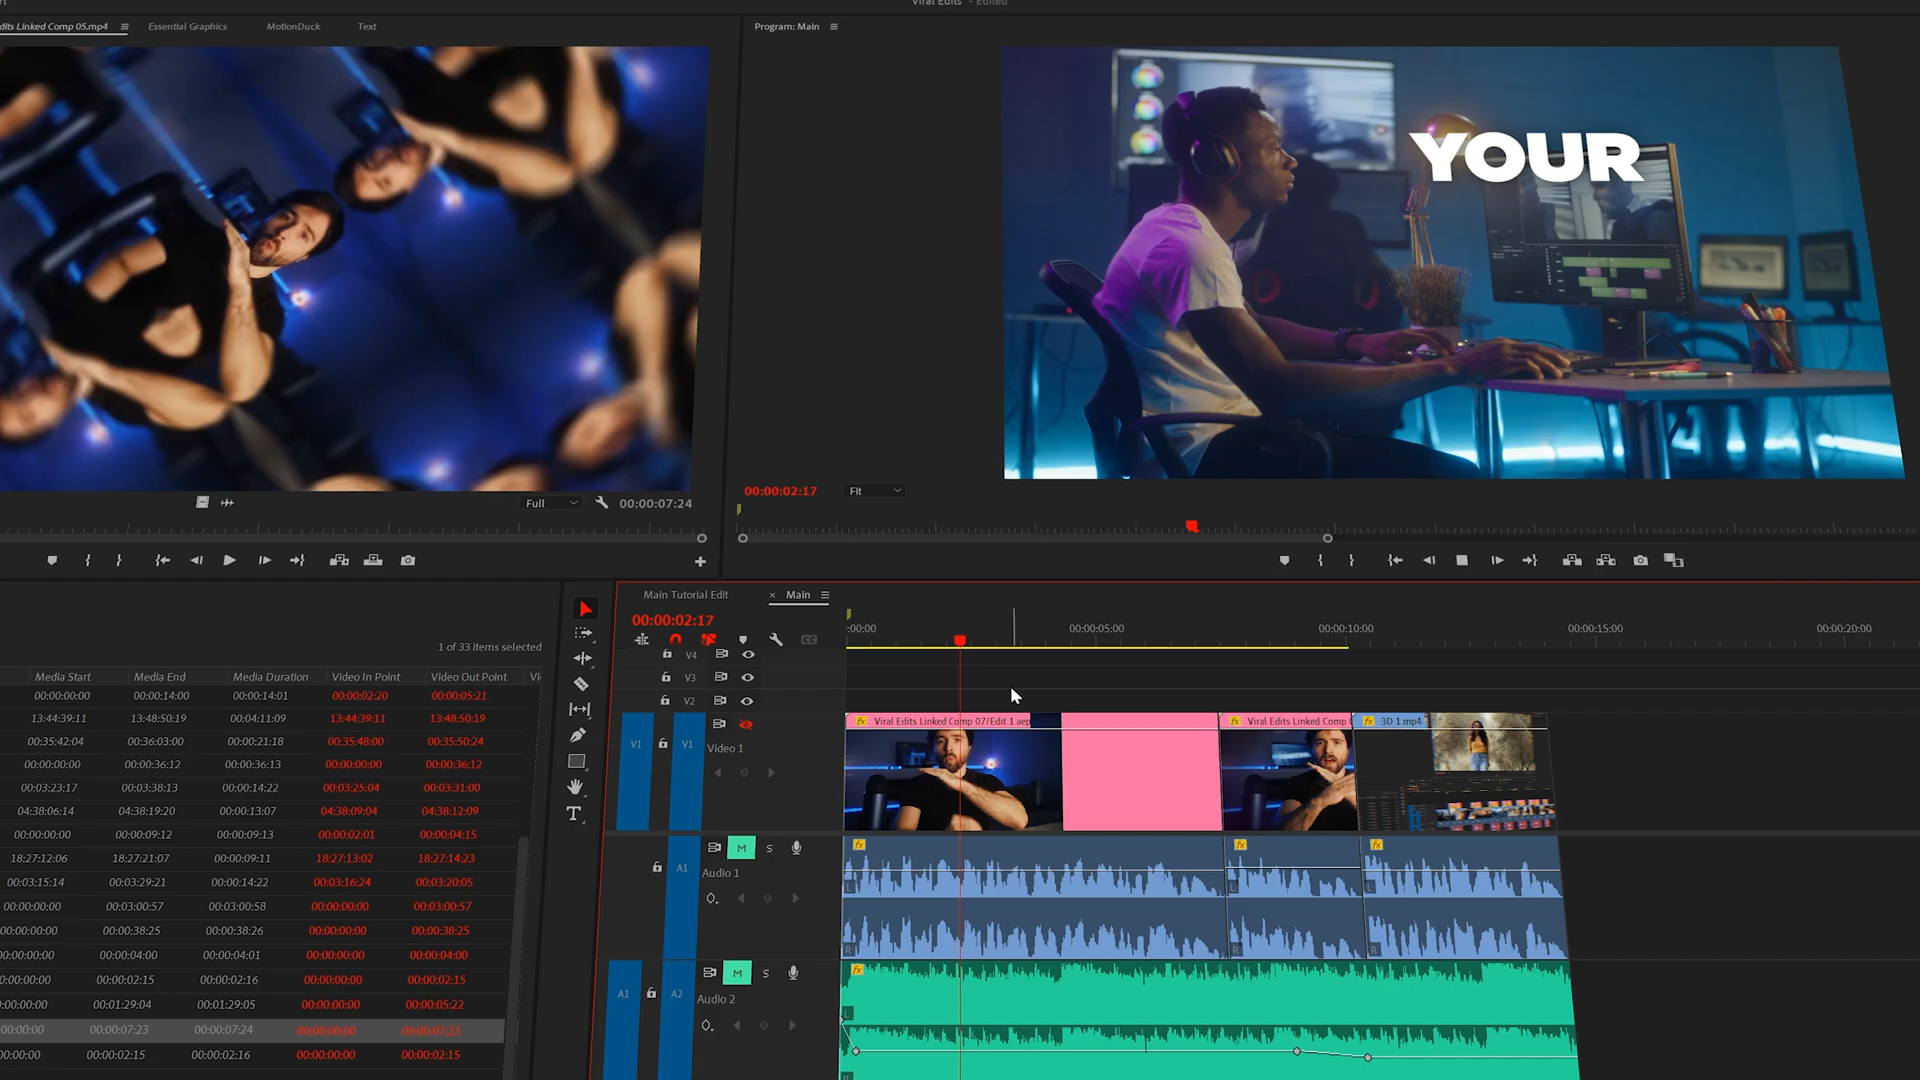 Viral Edits - Edited
dits Linked Comp 05.mp4
Essential Graphics
MotionDuck
Text
Program: Main
YOUR
Full
00:00:07:24
00:00:02:17
Fit
Main Tutorial Edit
× Main
00:00:02:17
:00:00
00:00:05:00
00:00:10:00
00:00:15:00
00:00:20:00
1 of 33 items selected
Media Start Media End Media Duration Video In Point Video Out Point Vi
00:00:00:00 00:00:14:00 00:00:14:01 00:00:02:20 00:00:05:21
13:44:39:11 13:48:50:19 00:04:11:09 13:44:39:11 13:48:50:19
00:35:42:04 00:36:03:00 00:00:21:18 00:35:48:00 00:35:50:24
00:00:00:00 00:00:36:12 00:00:36:13 00:00:00:00 00:00:36:12
00:03:23:17 00:03:38:13 00:00:14:22 00:03:25:04 00:03:31:00
04:38:06:14 04:38:19:20 00:00:13:07 04:38:09:04 04:38:12:09
00:00:00:00 00:00:09:12 00:00:09:13 00:00:02:01 00:00:04:15
18:27:12:06 18:27:21:07 00:00:09:11 18:27:13:02 18:27:14:23
00:03:15:14 00:03:29:21 00:00:14:22 00:03:16:24 00:03:20:05
00:00:00:00 00:03:00:57 00:03:00:58 00:00:00:00 00:03:00:57
00:00:00:00 00:00:38:25 00:00:38:26 00:00:00:00 00:00:38:25
00:00:00:00 00:00:04:00 00:00:04:01 00:00:00:00 00:00:04:00
00:00:00:00 00:00:02:15 00:00:02:16 00:00:00:00 00:00:02:15
00:00:00:00 00:01:29:04 00:01:29:05 00:00:00:00 00:00:05:22
00:00:00 00:00:07:23 00:00:07:24 00:00:00:00 00:00:07:23
00:00:00 00:00:02:15 00:00:02:16 00:00:00:00 00:00:02:15
V4
V3
V2
V1
V1
Video 1
fx Viral Edits Linked Comp 07/Edit 1.aep
fx Viral Edits Linked Comp
fx 3D 1.mp4
A1
M
S
Audio 1
fx
fx
fx
L
L
L
R
R
R
A1
A2
M
S
Audio 2
fx
L
R